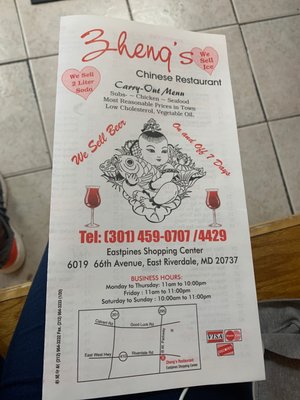 Zheng's
We Sell
2 Liter
Soda
We
Sell
Ice
Chinese Restaurant
Carry-Out Menu
Subs ~ Chicken ~ Seafood
Most Reasonable Prices in Town
Low Cholesterol, Vegetable Oil.
We Sell Beer
On and Off 7 Days
Tel: (301) 459-0707 / 4429
Eastpines Shopping Center
6019 66th Avenue, East Riverdale, MD 20737
BUSINESS HOURS:
Monday to Thursday: 11am to 10:00pm
Friday : 11am to 11:00pm
Saturday to Sunday : 10:00am to 11:00pm
Good Luck Rd.
East West Hwy
410
Riverdale Rd.
Zheng's Restaurant
Eastpines Shopping Center
VISA